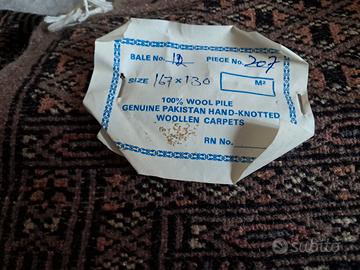 BALE No. 12 PIECE No. 207
SIZE 167 x 130 M²
100% WOOL PILE
GENUINE PAKISTAN HAND-KNOTTED
WOOLLEN CARPETS
RN No.
subito